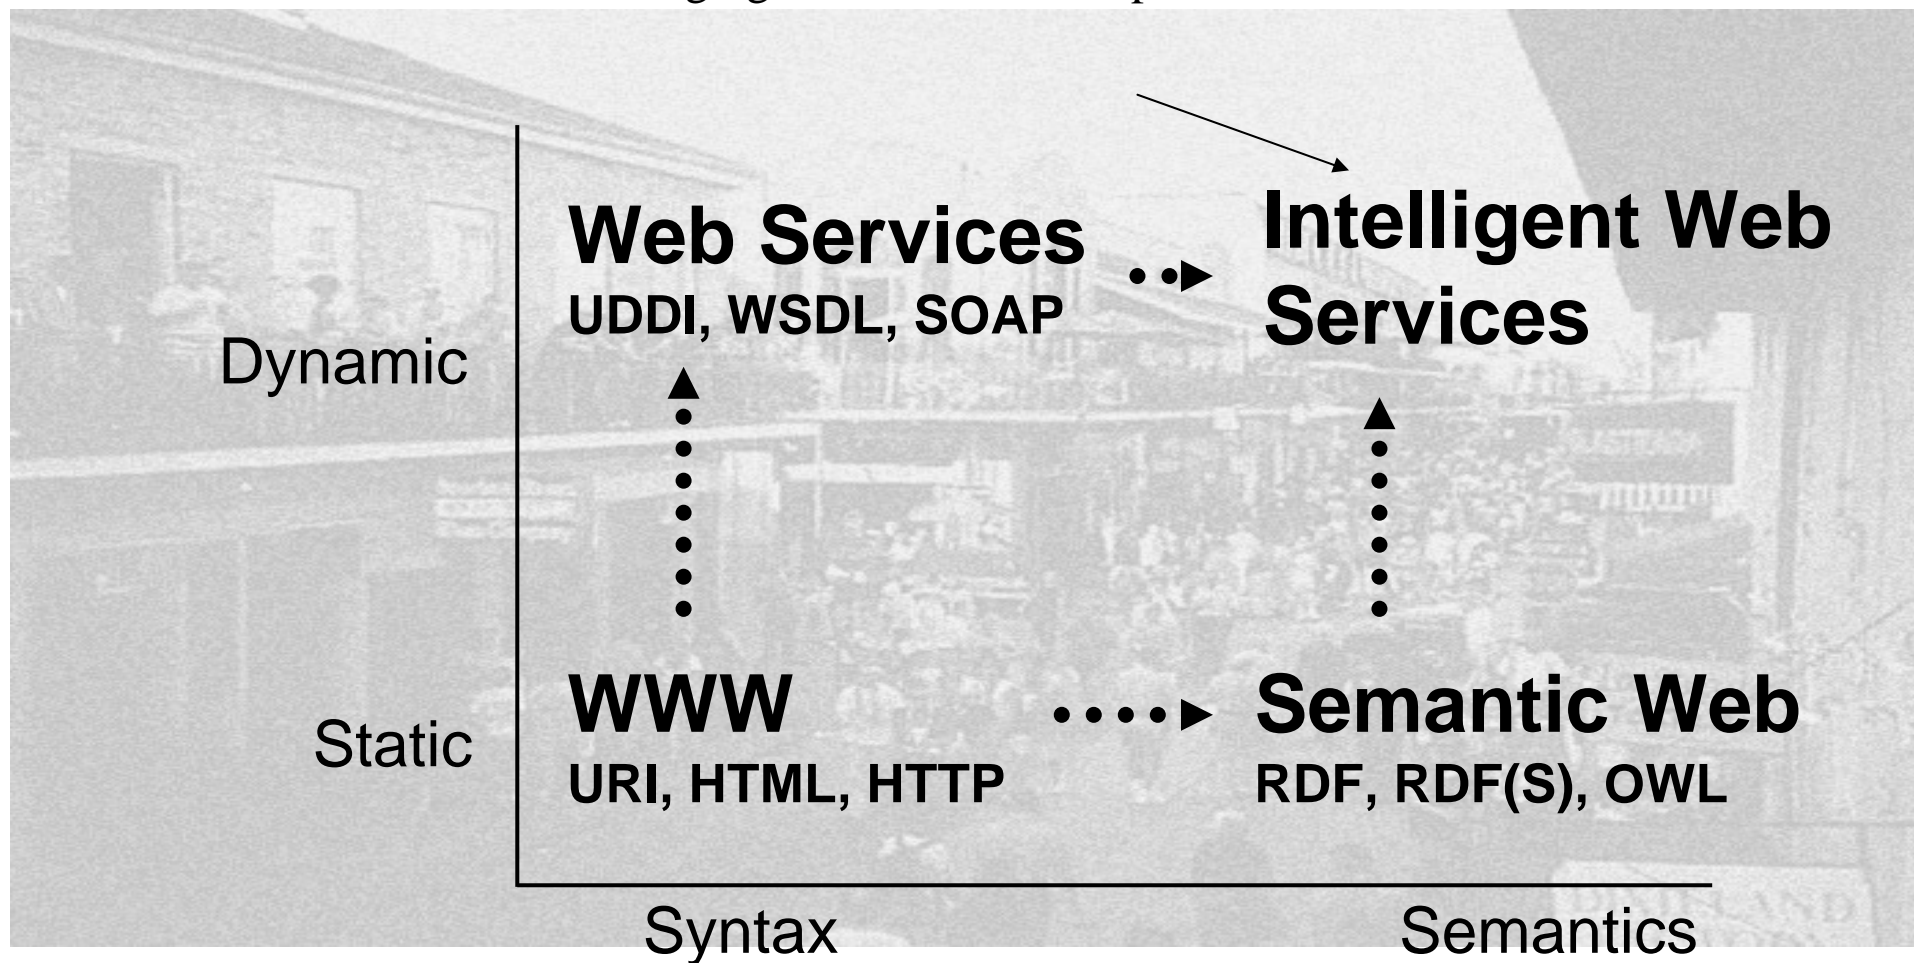 Web Services
UDDI, WSDL, SOAP
Intelligent Web
Services
Dynamic
WWW
URI, HTML, HTTP
Semantic Web
RDF, RDF(S), OWL
Static
Syntax
Semantics